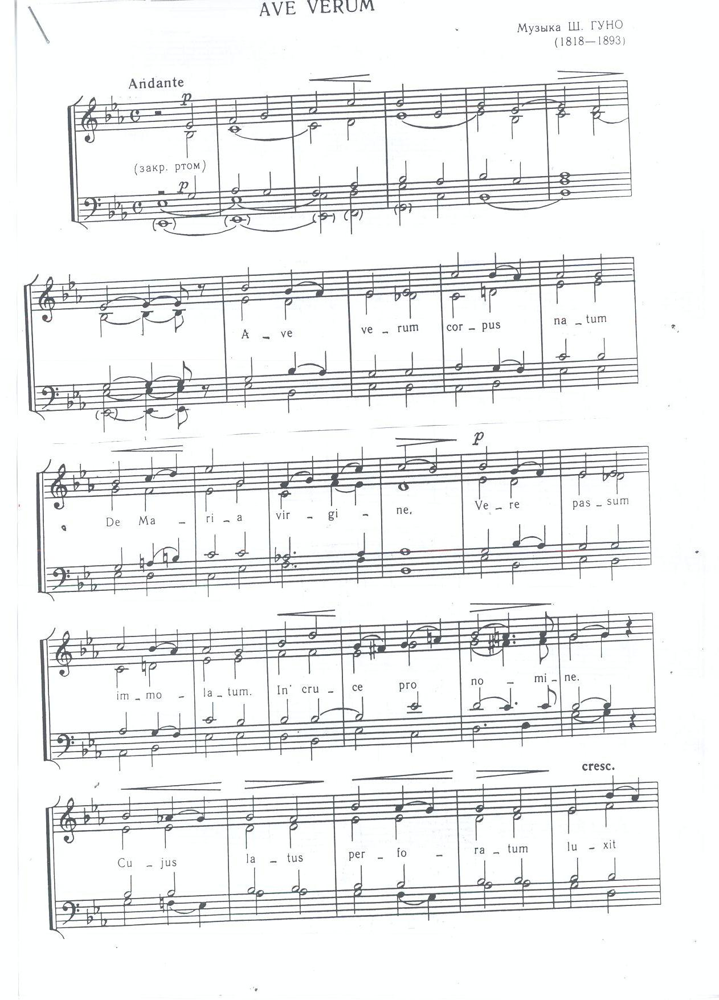 AVE VERUM
Музыка Ш. ГУНО
(1818—1893)
Andante
p
(закр. ртом)
p
A - ve ve - rum cor - pus na - tum
p
De Ma - ri - a vir - gi - ne. Ve - re pas - sum
im - mo - la - tum. In cru - ce pro no - mi - ne.
cresc.
Cu - jus la - tus per - fo - ra - tum lu - xit